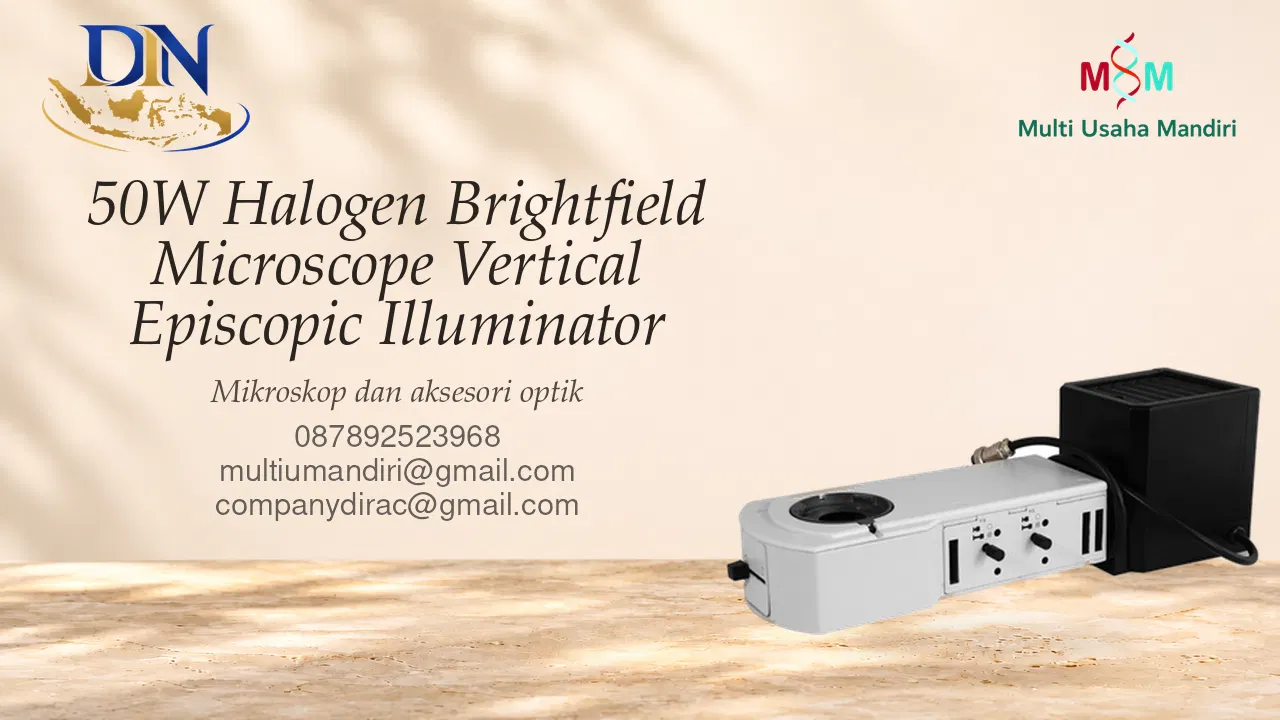 DIN
M M
Multi Usaha Mandiri
50W Halogen Brightfield
Microscope Vertical
Episcopic Illuminator
Mikroskop dan aksesori optik
087892523968
multiumandiri@gmail.com
companydirac@gmail.com